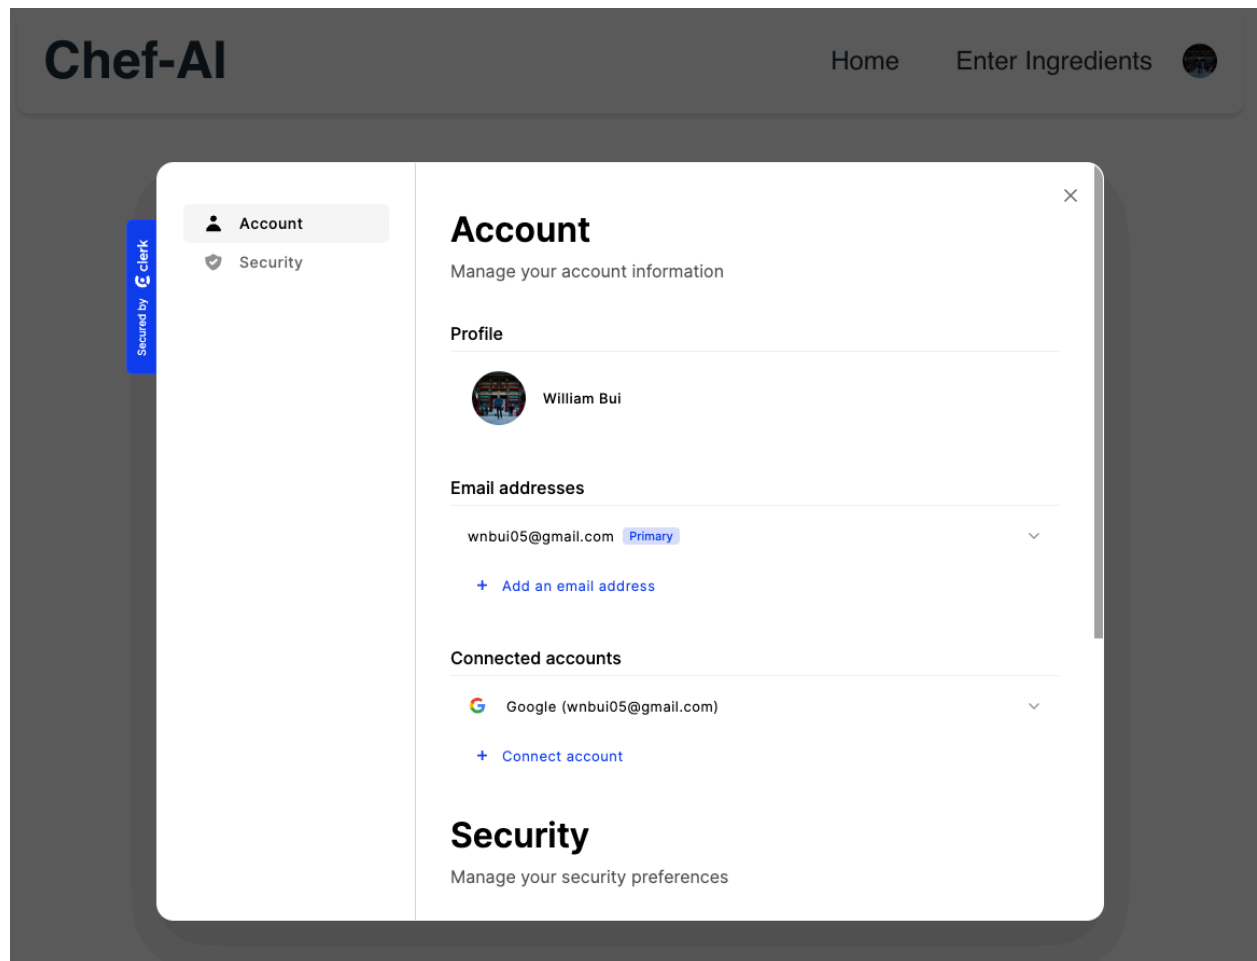 Chef-AI
Home
Enter Ingredients
Secured by clerk
Account
Security
Account
Manage your account information
Profile
William Bui
Email addresses
wnbui05@gmail.com Primary
+ Add an email address
Connected accounts
Google (wnbui05@gmail.com)
+ Connect account
Security
Manage your security preferences